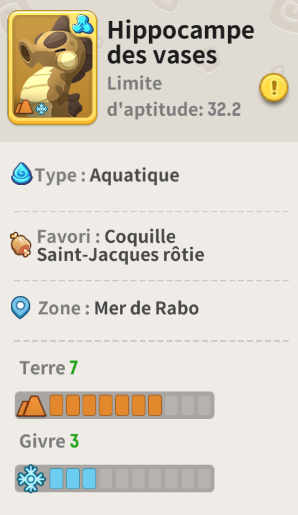 Hippocampe
des vases
Limite
d'aptitude: 32.2
Type : Aquatique
Favori : Coquille
Saint-Jacques rôtie
Zone : Mer de Rabo
Terre 7
Givre 3